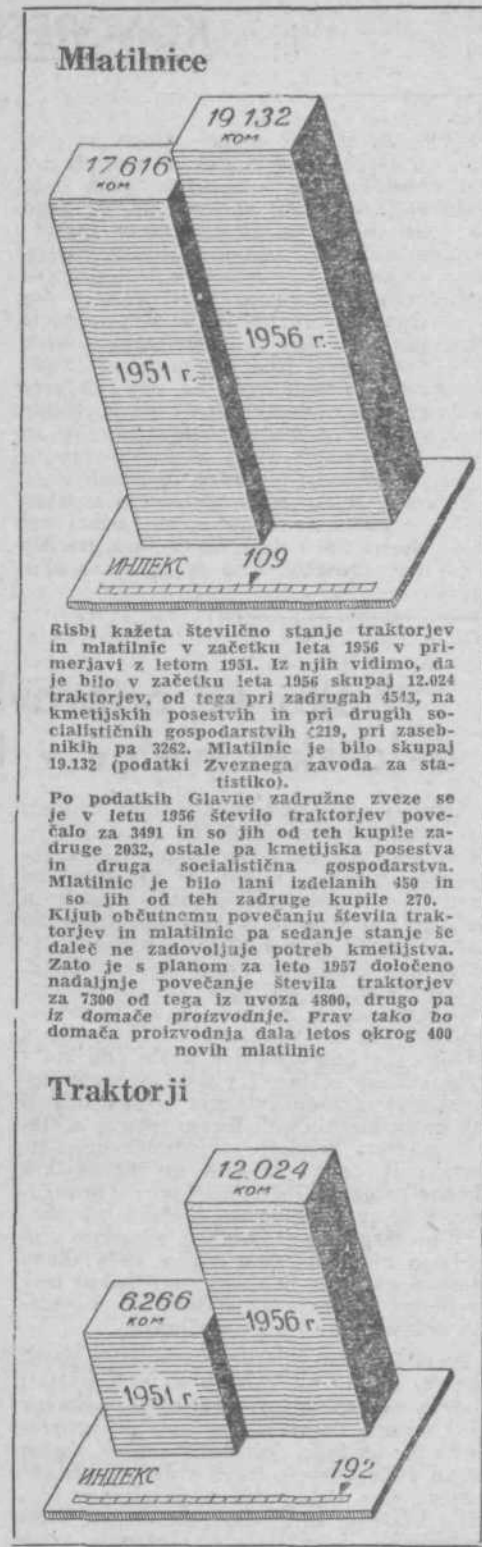 Mlatilnice
19 132
КОМ
17616
КОМ
1956 г.
1951 г.
ИНДЕКС 109
Risbi kažeta številčno stanje traktorjev
in mlatilnic v začetku leta 1956 v pri-
merjavi z letom 1951. Iz njih vidimo, da
je bilo v začetku leta 1956 skupaj 12.024
traktorjev, od tega pri zadrugah 4543, na
kmetijskih posestvih in pri drugih so-
cialističnih gospodarstvih 219, pri zaseb-
nikih pa 3262. Mlatilnic je bilo skupaj
19.132 (podatki Zveznega zavoda za sta-
tistiko).
Po podatkih Glavne zadružne zveze se
je v letu 1956 število traktorjev pove-
čalo za 3491 in so jih od teh kupile za-
druge 2032, ostale pa kmetijska posestva
in druga socialistična gospodarstva.
Mlatilnic je bilo lani izdelanih 450 in
so jih od teh zadruge kupile 270.
Kljub občutnemu povečanju števila trak-
torjev in mlatilnic pa sedanje stanje še
daleč ne zadovoljuje potreb kmetijstva.
Zato je s planom za leto 1957 določeno
nadaljnje povečanje števila traktorjev
za 7300 od tega iz uvoza 4800, drugo pa
iz domače proizvodnje. Prav tako bo
domača proizvodnja dala letos okrog 400
novih mlatilnic
Traktorji
12.024
КОМ
6.266
КОМ
1956 г
1951 г.
ИНДЕКС 192